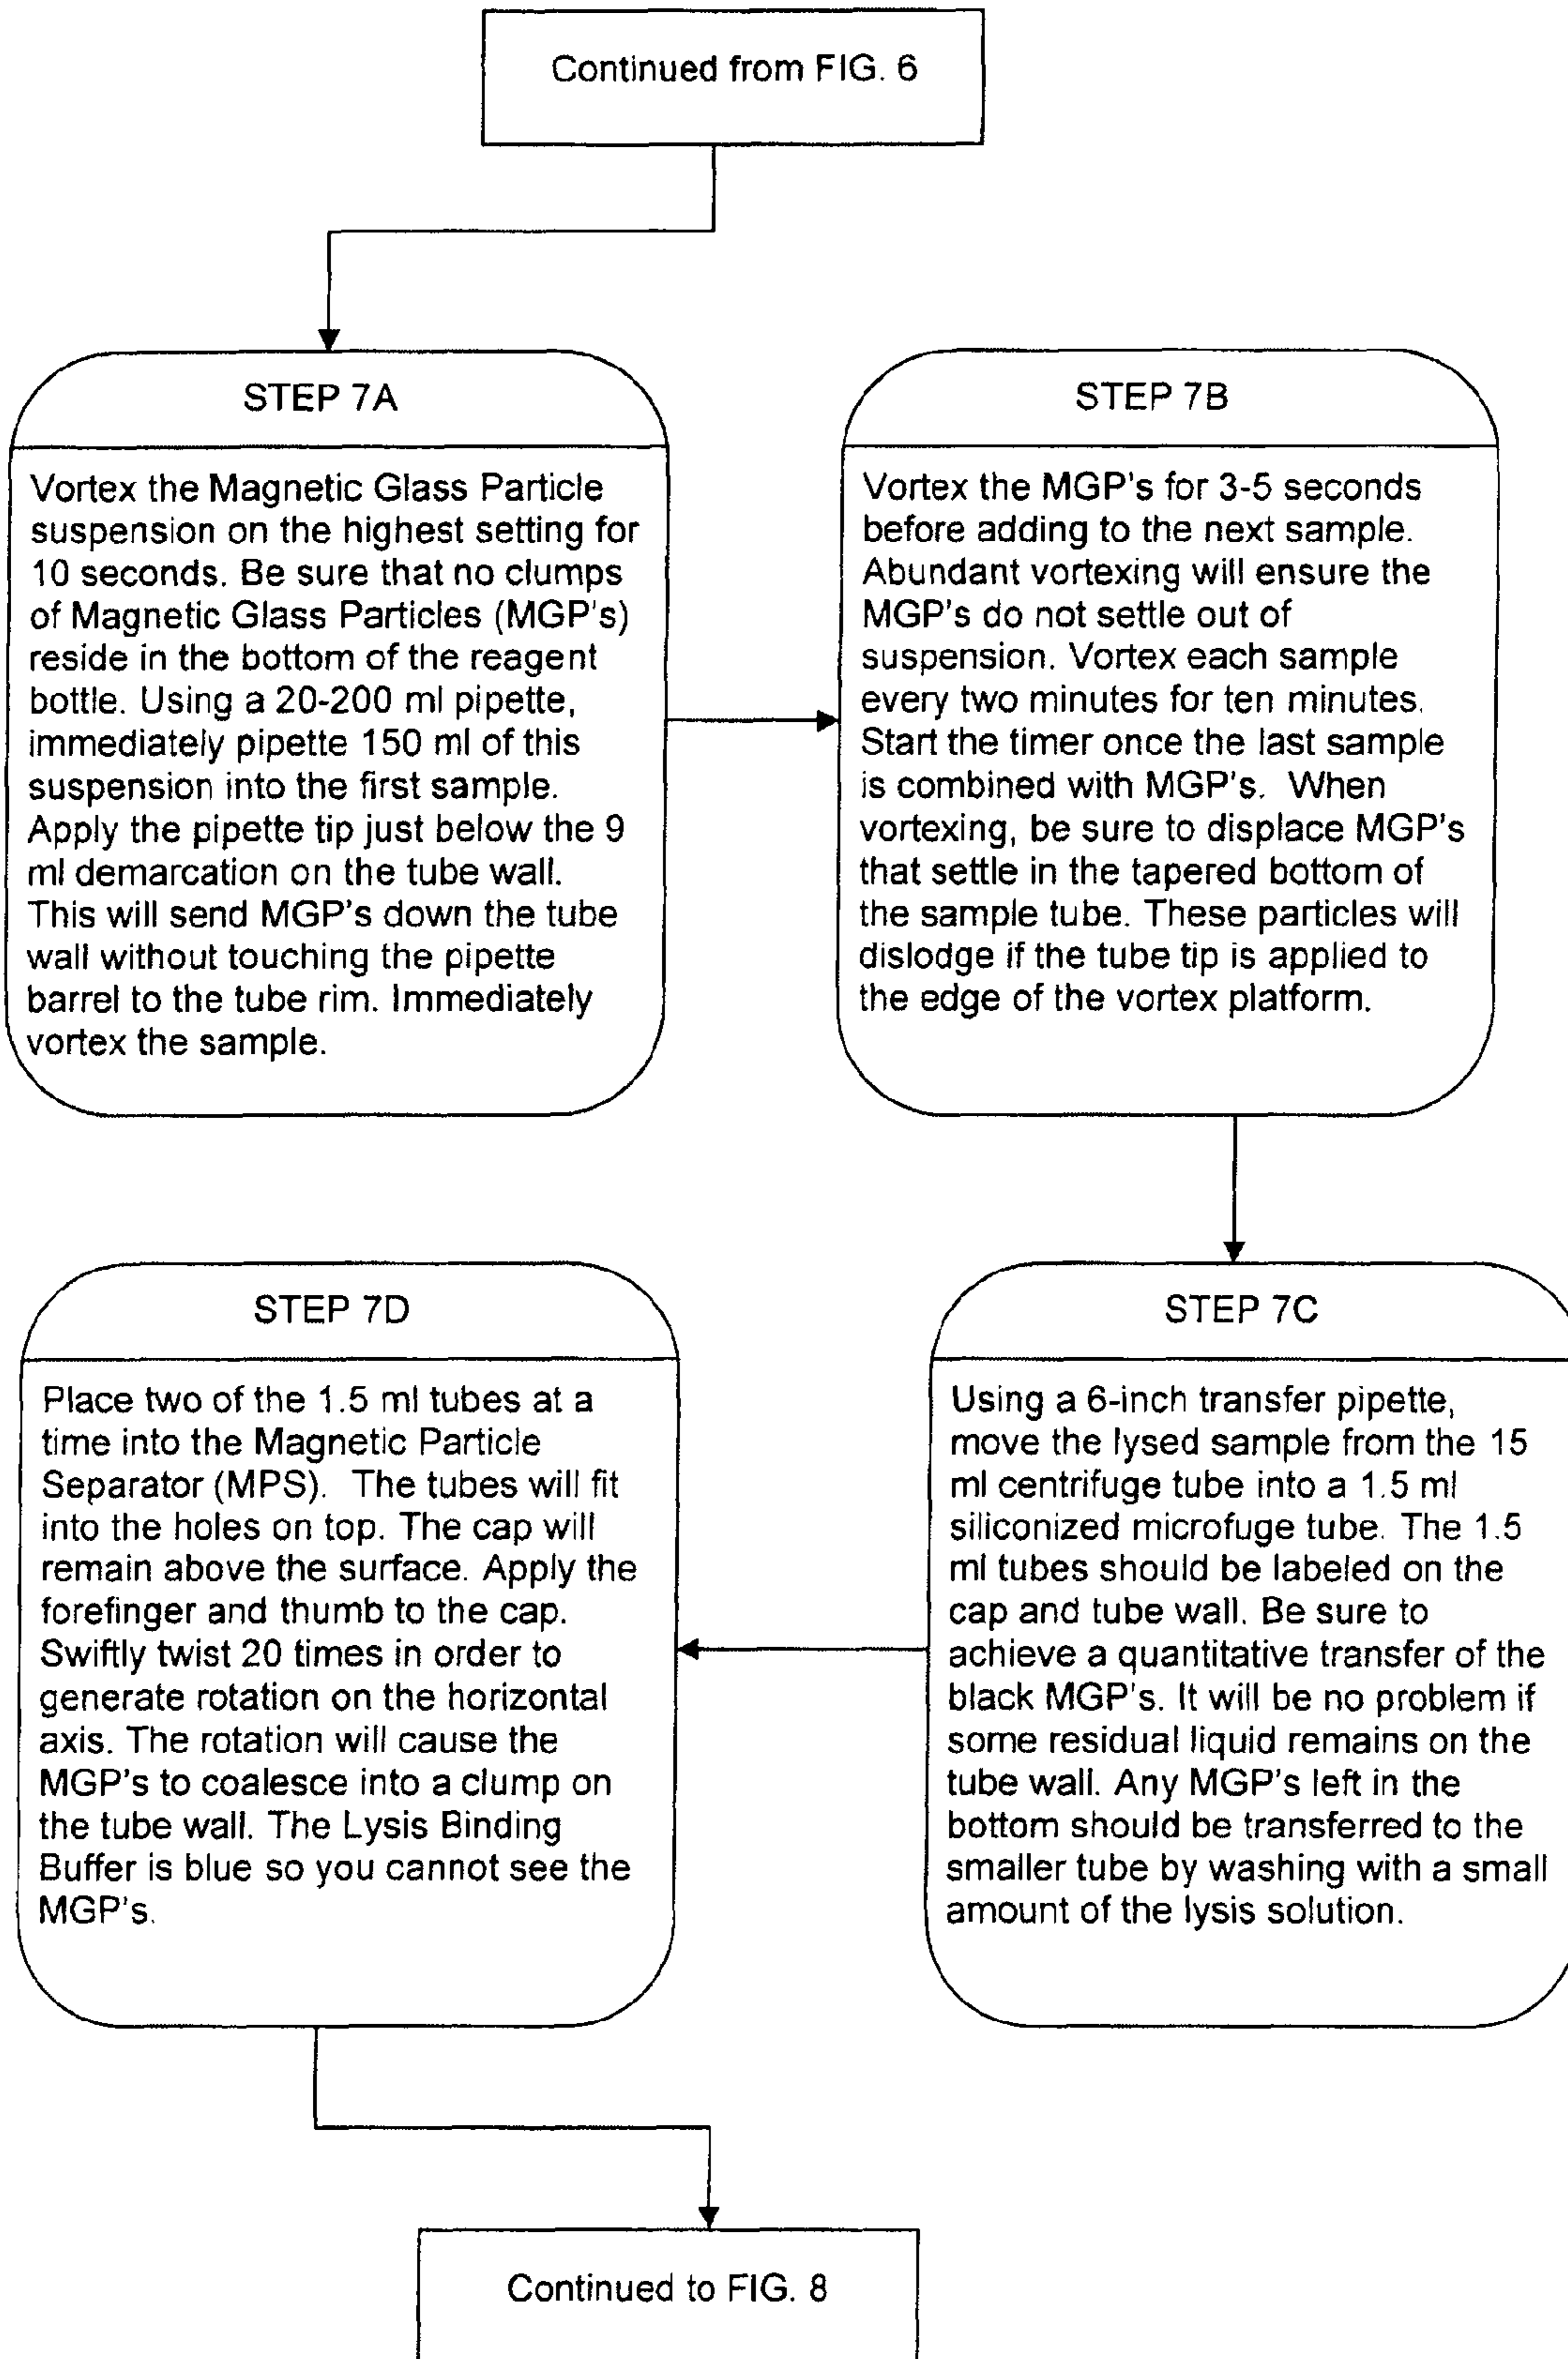 Continued from FIG. 6
STEP 7A
Vortex the Magnetic Glass Particle
suspension on the highest setting for
10 seconds. Be sure that no clumps
of Magnetic Glass Particles (MGP's)
reside in the bottom of the reagent
bottle. Using a 20-200 ml pipette,
immediately pipette 150 ml of this
suspension into the first sample.
Apply the pipette tip just below the 9
ml demarcation on the tube wall.
This will send MGP's down the tube
wall without touching the pipette
barrel to the tube rim. Immediately
vortex the sample.
STEP 7B
Vortex the MGP's for 3-5 seconds
before adding to the next sample.
Abundant vortexing will ensure the
MGP's do not settle out of
suspension. Vortex each sample
every two minutes for ten minutes.
Start the timer once the last sample
is combined with MGP's. When
vortexing, be sure to displace MGP's
that settle in the tapered bottom of
the sample tube. These particles will
dislodge if the tube tip is applied to
the edge of the vortex platform.
STEP 7C
Using a 6-inch transfer pipette,
move the lysed sample from the 15
ml centrifuge tube into a 1.5 ml
siliconized microfuge tube. The 1.5
ml tubes should be labeled on the
cap and tube wall. Be sure to
achieve a quantitative transfer of the
black MGP's. It will be no problem if
some residual liquid remains on the
tube wall. Any MGP's left in the
bottom should be transferred to the
smaller tube by washing with a small
amount of the lysis solution.
STEP 7D
Place two of the 1.5 ml tubes at a
time into the Magnetic Particle
Separator (MPS). The tubes will fit
into the holes on top. The cap will
remain above the surface. Apply the
forefinger and thumb to the cap.
Swiftly twist 20 times in order to
generate rotation on the horizontal
axis. The rotation will cause the
MGP's to coalesce into a clump on
the tube wall. The Lysis Binding
Buffer is blue so you cannot see the
MGP's.
Continued to FIG. 8